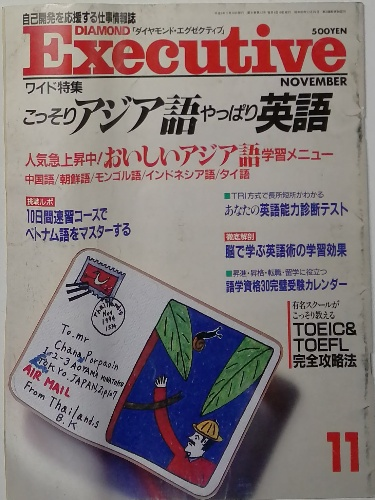 自己開発を応援する仕事情報誌
DIAMOND「ダイヤモンド・エグゼクティブ」
500YEN
Executive
NOVEMBER
ワイド特集
こっそりアジア語やっぱり英語
人気急上昇中!おいしいアジア語学習メニュー
中国語/朝鮮語/モンゴル語/インドネシア語/タイ語
挑戦ルポ
10日間速習コースで
ベトナム語をマスターする
■TRI方式で長所短所がわかる
あなたの英語能力診断テスト
徹底解剖
脳で学ぶ英語術の学習効果
■昇進・昇格・転職・留学に役立つ
語学資格30完璧受験カレンダー
有名スクールが
こっそり教える
TOEIC&
TOEFL
完全攻略法
To.mr
Chana Porpaoin
1-2-3 AOYAMA
TOKYO.JAPAN
AIR MAIL
From Thailand's
B.K
11